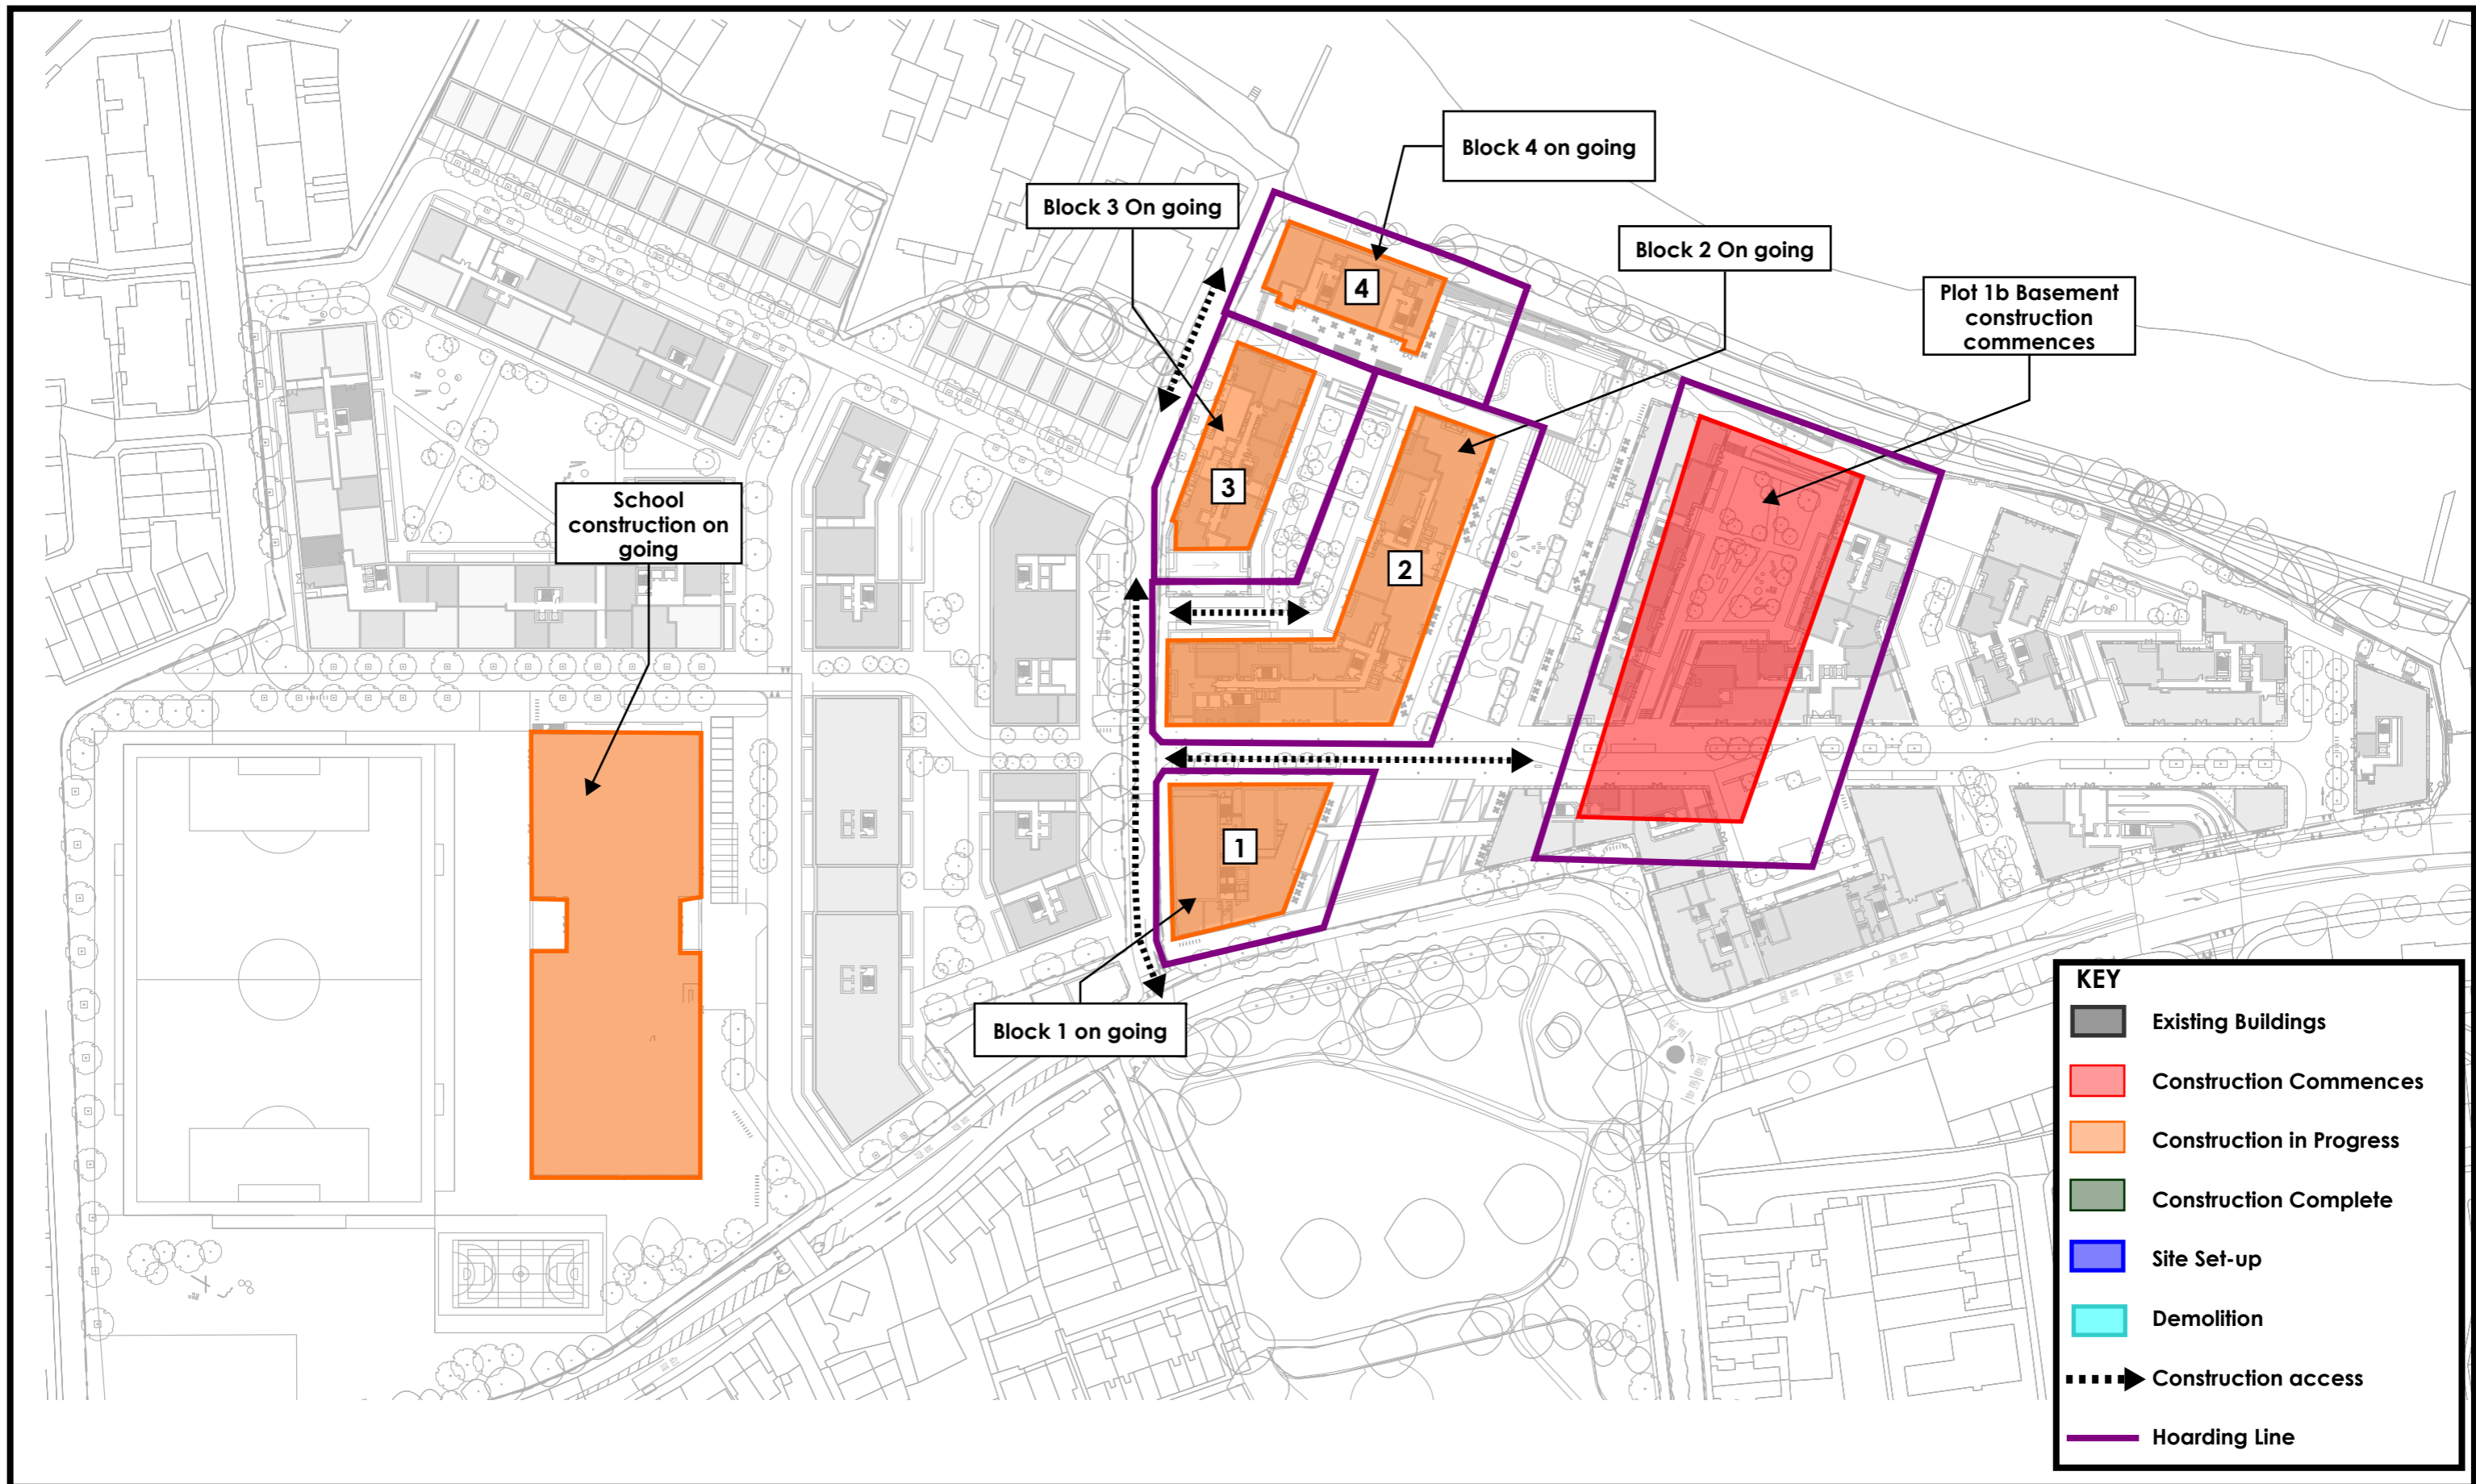 Block 4 on going
Block 3 On going
Block 2 On going
Plot 1b Basement
construction
commences
4
3
School
construction on
going
2
1
Block 1 on going
KEY
Existing Buildings
Construction Commences
Construction in Progress
Construction Complete
Site Set-up
Demolition
Construction access
Hoarding Line